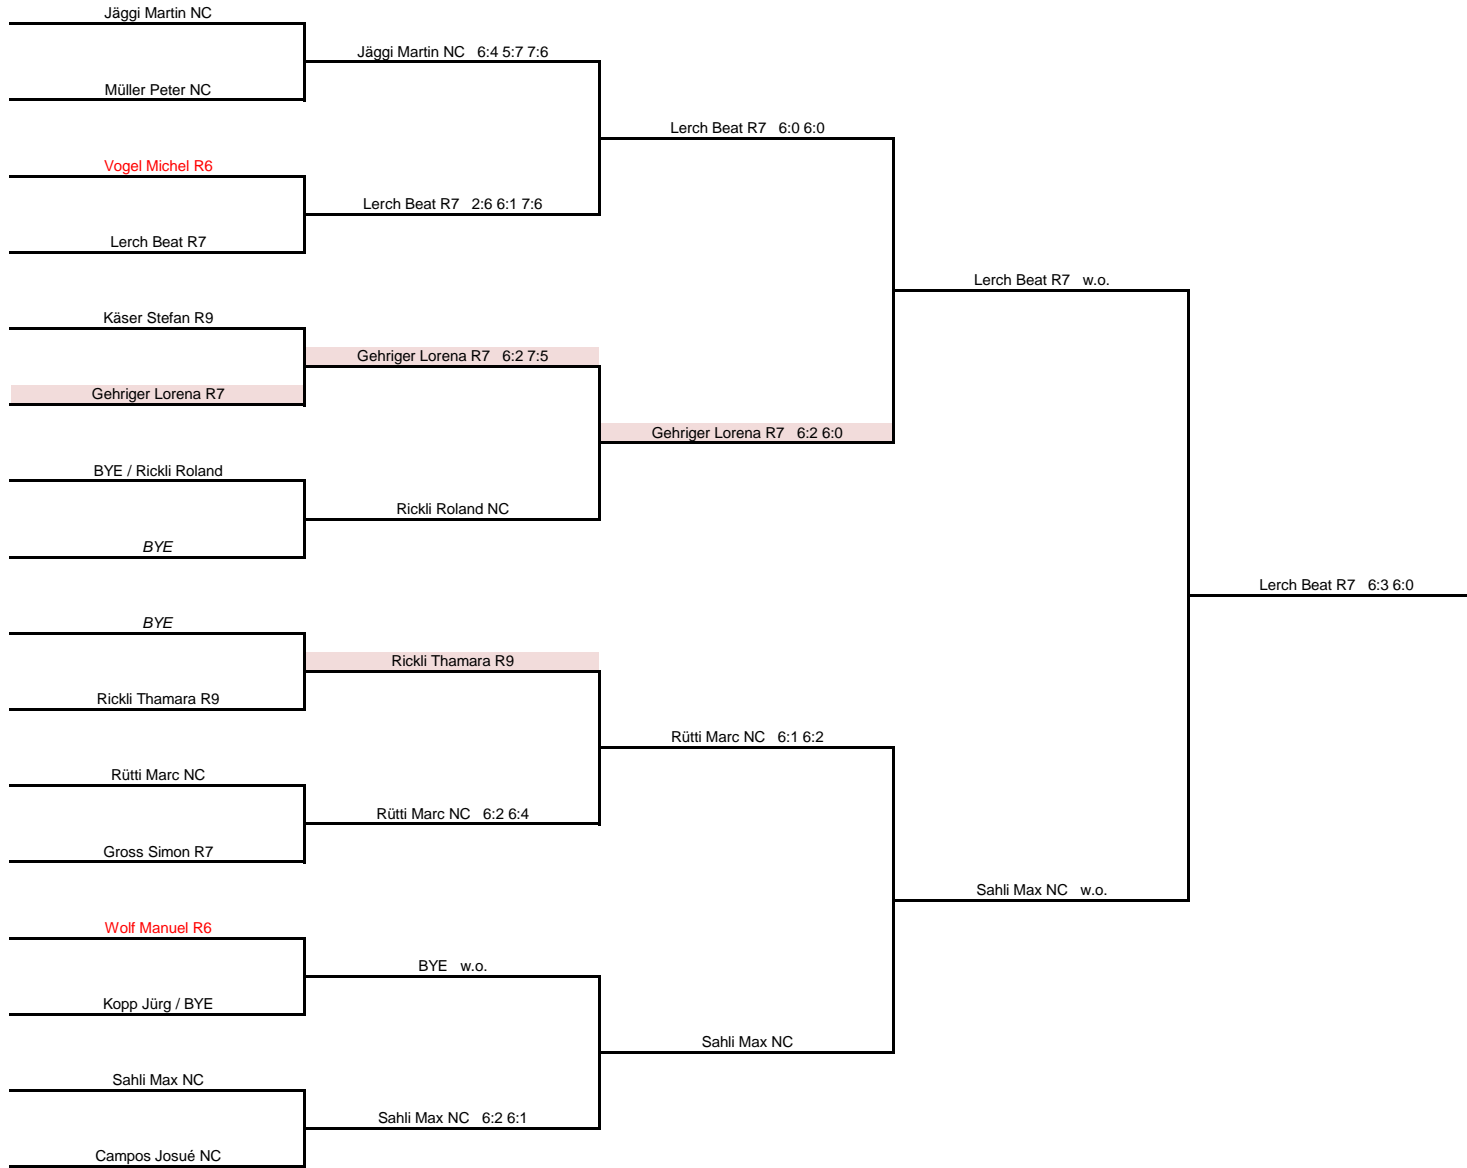 Jäggi Martin NC
Jäggi Martin NC 6:4 5:7 7:6
Müller Peter NC
Lerch Beat R7 6:0 6:0
Vogel Michel R6
Lerch Beat R7 2:6 6:1 7:6
Lerch Beat R7
Lerch Beat R7 w.o.
Käser Stefan R9
Gehriger Lorena R7 6:2 7:5
Gehriger Lorena R7
Gehriger Lorena R7 6:2 6:0
BYE / Rickli Roland
Rickli Roland NC
BYE
Lerch Beat R7 6:3 6:0
BYE
Rickli Thamara R9
Rickli Thamara R9
Rütti Marc NC 6:1 6:2
Rütti Marc NC
Rütti Marc NC 6:2 6:4
Gross Simon R7
Sahli Max NC w.o.
Wolf Manuel R6
BYE w.o.
Kopp Jürg / BYE
Sahli Max NC
Sahli Max NC
Sahli Max NC 6:2 6:1
Campos Josué NC